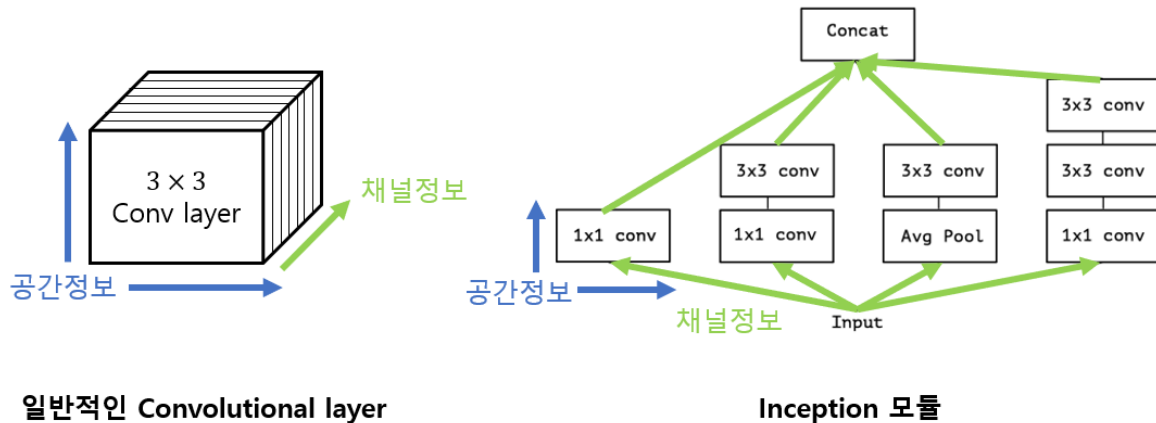 3 × 3
Conv layer
채널정보
공간정보
일반적인 Convolutional layer
Concat
3x3 conv
3x3 conv
3x3 conv
3x3 conv
1x1 conv
1x1 conv
Avg Pool
1x1 conv
공간정보
채널정보
Input
Inception 모듈